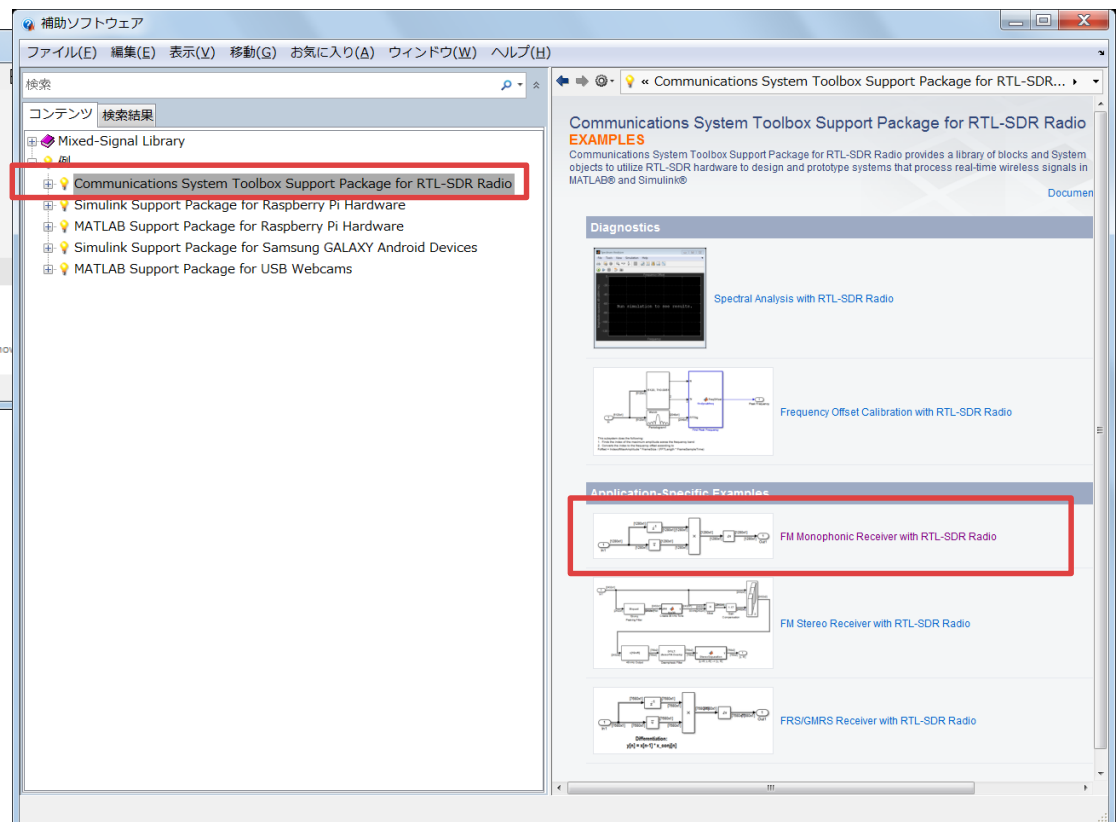 補助ソフトウェア
ファイル(F) 編集(E) 表示(V) 移動(G) お気に入り(A) ウィンドウ(W) ヘルプ(H)
検索
コンテンツ 検索結果
Mixed-Signal Library
例
Communications System Toolbox Support Package for RTL-SDR Radio
Simulink Support Package for Raspberry Pi Hardware
MATLAB Support Package for Raspberry Pi Hardware
Simulink Support Package for Samsung GALAXY Android Devices
MATLAB Support Package for USB Webcams
« Communications System Toolbox Support Package for RTL-SDR...
Communications System Toolbox Support Package for RTL-SDR Radio
EXAMPLES
Communications System Toolbox Support Package for RTL-SDR Radio provides a library of blocks and System
objects to utilize RTL-SDR hardware to design and prototype systems that process real-time wireless signals in
MATLAB® and Simulink®
Documen
Diagnostics
Run simulation to see results.
Spectral Analysis with RTL-SDR Radio
Frequency Offset Calibration with RTL-SDR Radio
Application-Specific Examples
FM Monophonic Receiver with RTL-SDR Radio
FM Stereo Receiver with RTL-SDR Radio
FRS/GMRS Receiver with RTL-SDR Radio
Differentiation: